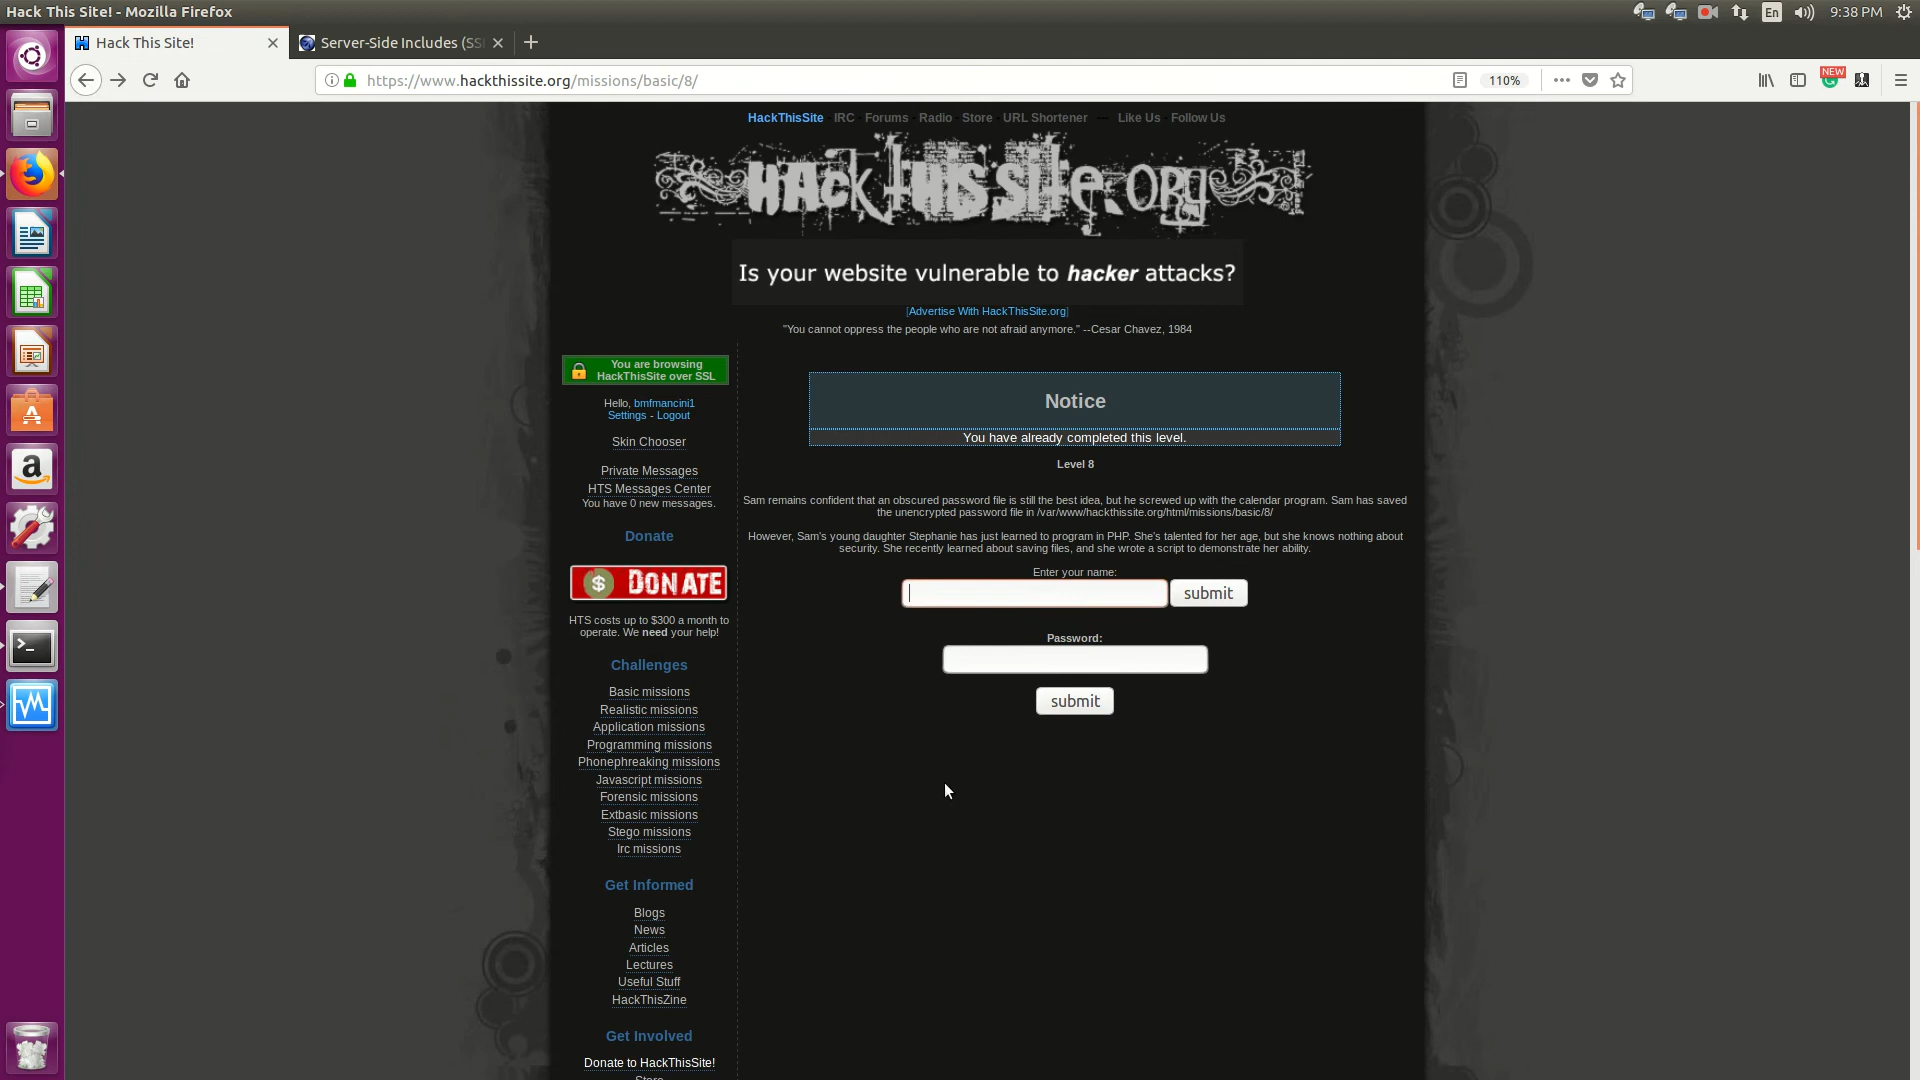 Hack This Site! - Mozilla Firefox
En
9:38 PM
Hack This Site!
Server-Side Includes (SS
https://www.hackthissite.org/missions/basic/8/
110%
NEW
HackThisSite - IRC - Forums - Radio - Store - URL Shortener --- Like Us - Follow Us
HACK THIS SITE.ORG
Is your website vulnerable to hacker attacks?
[Advertise With HackThisSite.org]
"You cannot oppress the people who are not afraid anymore." --Cesar Chavez, 1984
You are browsing
HackThisSite over SSL
Hello, bmfmancini1
Settings - Logout
Skin Chooser
Private Messages
HTS Messages Center
You have 0 new messages.
Donate
$ DONATE
HTS costs up to $300 a month to
operate. We need your help!
Challenges
Basic missions
Realistic missions
Application missions
Programming missions
Phonephreaking missions
Javascript missions
Forensic missions
Extbasic missions
Stego missions
Irc missions
Get Informed
Blogs
News
Articles
Lectures
Useful Stuff
HackThisZine
Get Involved
Donate to HackThisSite!
Store
Notice
You have already completed this level.
Level 8
Sam remains confident that an obscured password file is still the best idea, but he screwed up with the calendar program. Sam has saved
the unencrypted password file in /var/www/hackthissite.org/html/missions/basic/8/
However, Sam's young daughter Stephanie has just learned to program in PHP. She's talented for her age, but she knows nothing about
security. She recently learned about saving files, and she wrote a script to demonstrate her ability.
Enter your name:
submit
Password:
submit